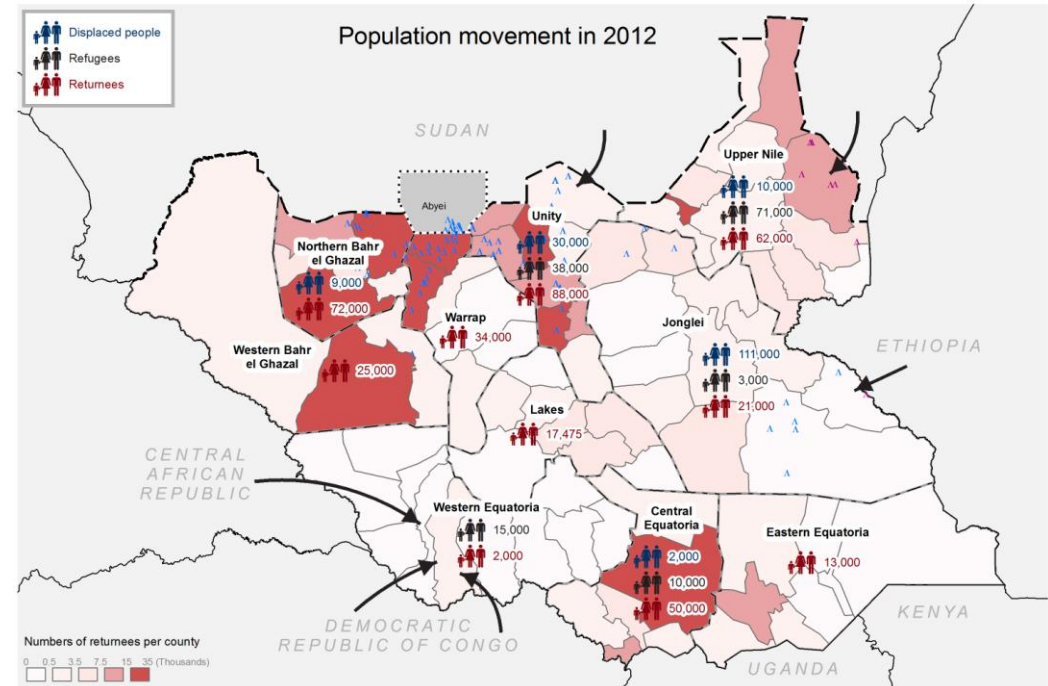 Displaced people
Refugees
Returnees
Population movement in 2012
SUDAN
Upper Nile
10,000
71,000
62,000
Abyei
Unity
30,000
38,000
88,000
Northern Bahr
el Ghazal
9,000
72,000
Warrap
34,000
Jonglei
111,000
3,000
21,000
ETHIOPIA
Western Bahr
el Ghazal
25,000
Lakes
17,475
CENTRAL
AFRICAN
REPUBLIC
Western Equatoria
15,000
2,000
Central
Equatoria
2,000
10,000
50,000
Eastern Equatoria
13,000
DEMOCRATIC
REPUBLIC OF CONGO
KENYA
UGANDA
Numbers of returnees per county
0 0.5 3.5 7.5 15 35 (Thousands)